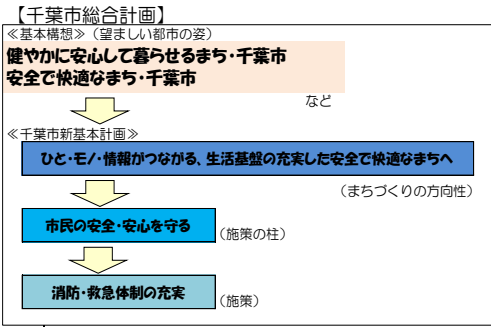 【千葉市総合計画】
≪基本構想≫（望ましい都市の姿）
健やかに安心して暮らせるまち・千葉市
安全で快適なまち・千葉市
など
≪千葉市新基本計画≫
ひと・モノ・情報がつながる、生活基盤の充実した安全で快適なまちへ
（まちづくりの方向性）
市民の安全・安心を守る
（施策の柱）
消防・救急体制の充実
（施策）